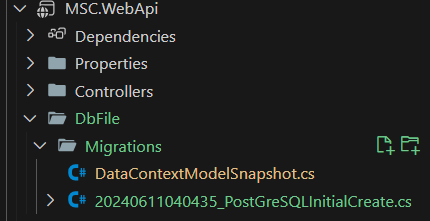 MSC.WebApi
Dependencies
Properties
Controllers
DbFile
Migrations
C# DataContextModelSnapshot.cs
C# 20240611040435_PostGreSQLInitialCreate.cs